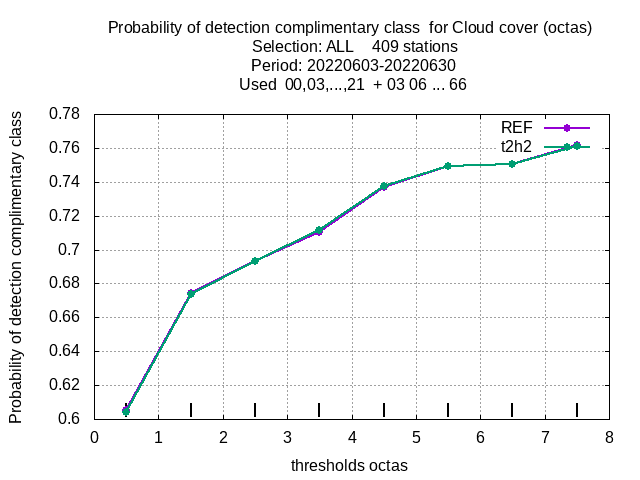 Probability of detection complimentary class  for Cloud cover (octas)
Selection: ALL    409 stations
Period: 20220603-20220630
Used  00,03,...,21  + 03 06 ... 66
Probability of detection complimentary class
0.78
0.76
0.74
0.72
0.7
0.68
0.66
0.64
0.62
0.6
REF
t2h2
0 1 2 3 4 5 6 7 8
thresholds octas